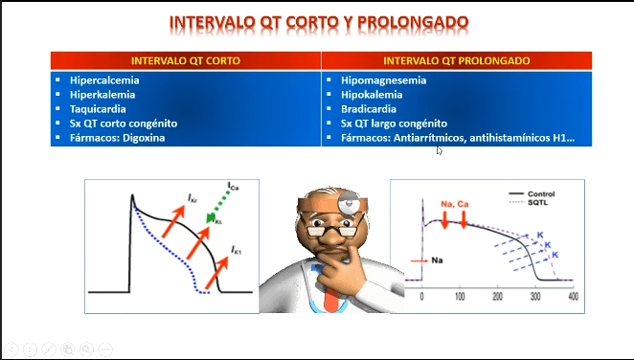 INTERVALO QT CORTO Y PROLONGADO
INTERVALO QT CORTO
INTERVALO QT PROLONGADO
▪ Hipercalcemia
▪ Hiperkalemia
▪ Taquicardia
▪ Sx QT corto congénito
▪ Fármacos: Digoxina
▪ Hipomagnesemia
▪ Hipokalemia
▪ Bradicardia
▪ Sx QT largo congénito
▪ Fármacos: Antiarrítmicos, antihistamínicos H1...
ICa
IKr
IKs
IK1
Na, Ca
Control
SQTL
K
K
K
Na
0 100 200 300 400